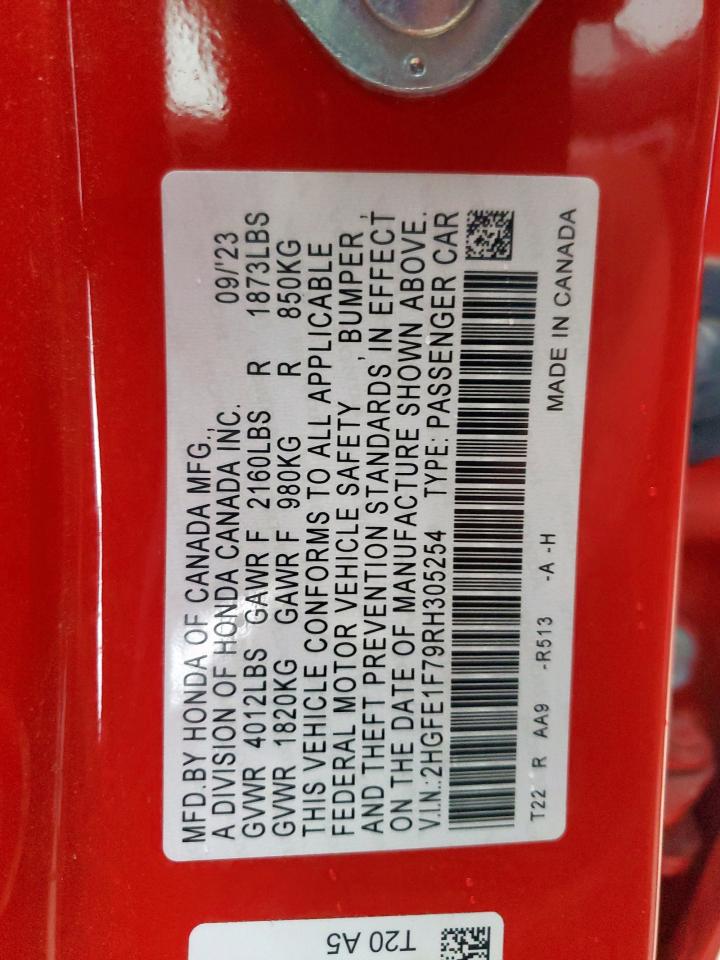 MFD.BY HONDA OF CANADA MFG.,
A DIVISION OF HONDA CANADA INC. 09/'23
GVWR 4012LBS GAWR F 2160LBS R 1873LBS
GVWR 1820KG GAWR F 980KG R 850KG
THIS VEHICLE CONFORMS TO ALL APPLICABLE
FEDERAL MOTOR VEHICLE SAFETY , BUMPER ,
AND THEFT PREVENTION STANDARDS, IN EFFECT
ON THE DATE OF MANUFACTURE SHOWN ABOVE.
V.I.N.:2HGFE1F79RH305254 TYPE: PASSENGER CAR
T22 R AA9 -R513 -A -H MADE IN CANADA
T20 A5